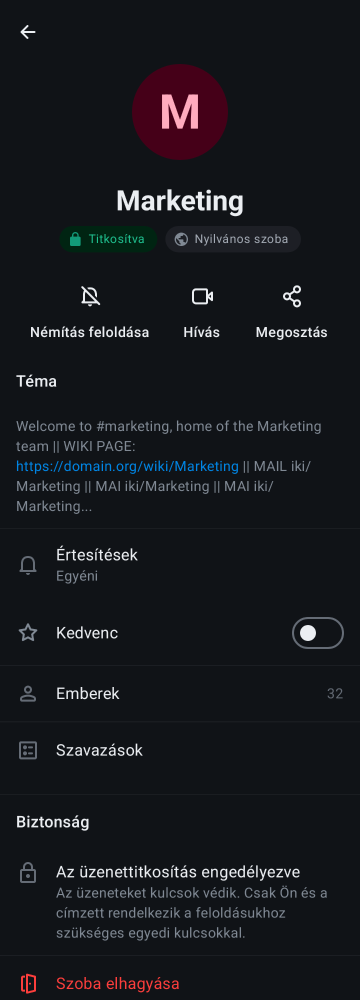 M
Marketing
Titkosítva
Nyilvános szoba
Némítás feloldása
Hívás
Megosztás
Téma
Welcome to #marketing, home of the Marketing
team || WIKI PAGE:
https://domain.org/wiki/Marketing || MAIL iki/
Marketing || MAI iki/Marketing || MAI iki/
Marketing...
Értesítések
Egyéni
Kedvenc
Emberek
32
Szavazások
Biztonság
Az üzenettitkosítás engedélyezve
Az üzeneteket kulcsok védik. Csak Ön és a
címzett rendelkezik a feloldásukhoz
szükséges egyedi kulcsokkal.
Szoba elhagyása